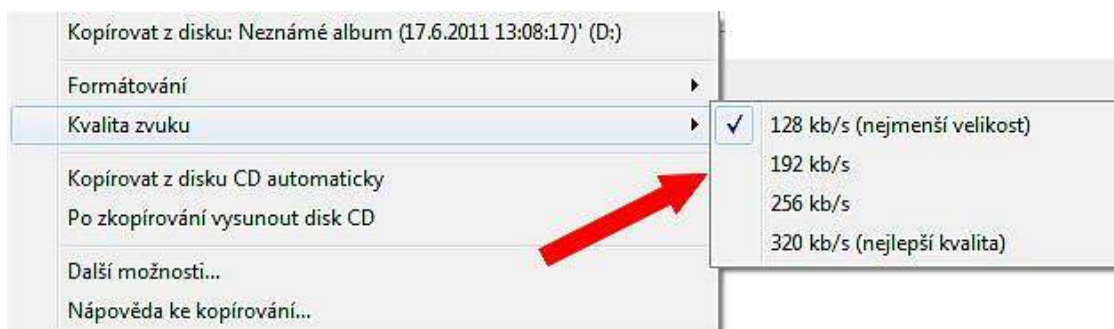 Kopírovat z disku: Neznámé album (17.6.2011 13:08:17)' (D:)
Formátování
Kvalita zvuku
128 kb/s (nejmenší velikost)
192 kb/s
256 kb/s
320 kb/s (nejlepší kvalita)
Kopírovat z disku CD automaticky
Po zkopírování vysunout disk CD
Další možnosti...
Nápověda ke kopírování...